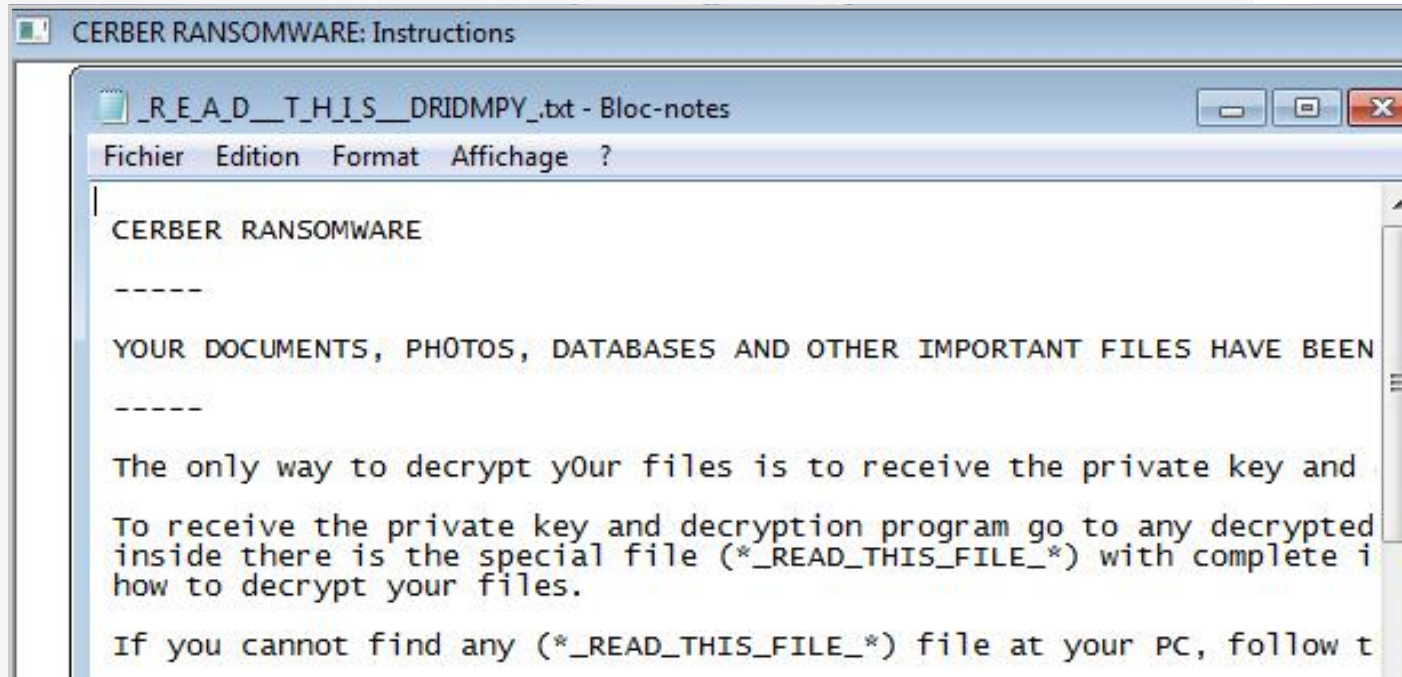 CERBER RANSOMWARE: Instructions
_R_E_A_D___T_H_I_S___DRIDMPY_.txt - Bloc-notes
Fichier Edition Format Affichage ?
CERBER RANSOMWARE
-----
YOUR DOCUMENTS, PH0TOS, DATABASES AND OTHER IMPORTANT FILES HAVE BEEN
-----
The only way to decrypt y0ur files is to receive the private key and
To receive the private key and decryption program go to any decrypted
inside there is the special file (*_READ_THIS_FILE_*) with complete i
how to decrypt your files.
If you cannot find any (*_READ_THIS_FILE_*) file at your PC, follow t